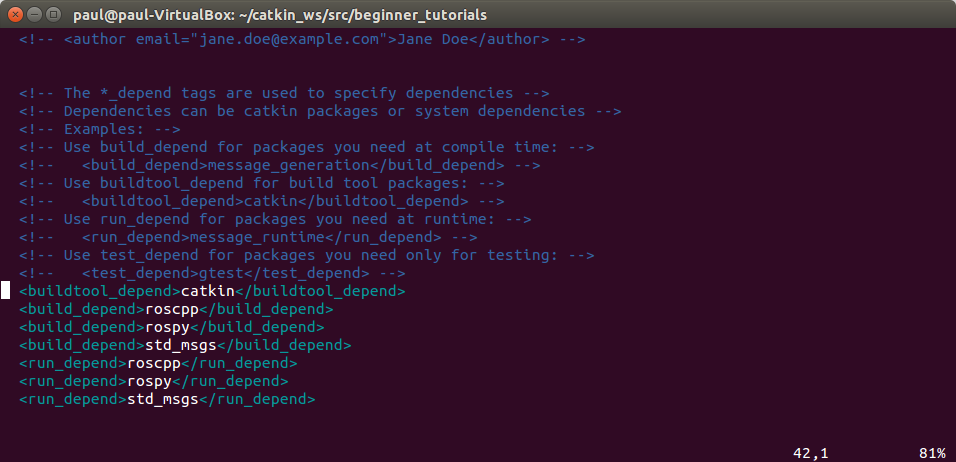 paul@paul-VirtualBox: ~/catkin_ws/src/beginner_tutorials
<!-- <author email="jane.doe@example.com">Jane Doe</author> -->
<!-- The *_depend tags are used to specify dependencies -->
<!-- Dependencies can be catkin packages or system dependencies -->
<!-- Examples: -->
<!-- Use build_depend for packages you need at compile time: -->
<!--   <build_depend>message_generation</build_depend> -->
<!-- Use buildtool_depend for build tool packages: -->
<!--   <buildtool_depend>catkin</buildtool_depend> -->
<!-- Use run_depend for packages you need at runtime: -->
<!--   <run_depend>message_runtime</run_depend> -->
<!-- Use test_depend for packages you need only for testing: -->
<!--   <test_depend>gtest</test_depend> -->
<buildtool_depend>catkin</buildtool_depend>
<build_depend>roscpp</build_depend>
<build_depend>rospy</build_depend>
<build_depend>std_msgs</build_depend>
<run_depend>roscpp</run_depend>
<run_depend>rospy</run_depend>
<run_depend>std_msgs</run_depend>
42,1 81%